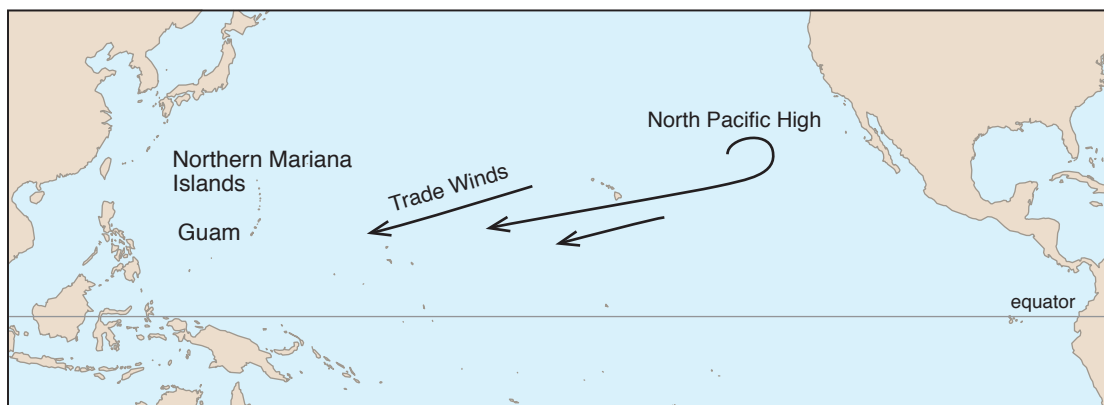 North Pacific High
Northern Mariana
Islands
Trade Winds
Guam
equator